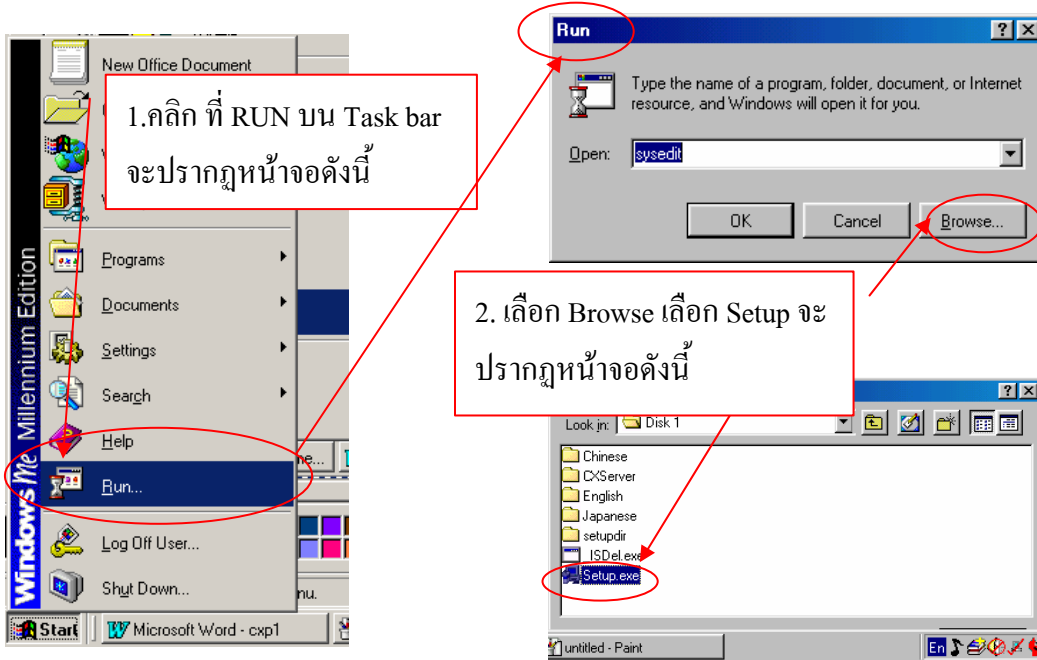 New Office Document
1.คลิก ที่ RUN บน Task bar
จะปรากฏหน้าจอดังนี้
Programs
Documents
Settings
Search
Help
Run...
Log Off User...
Shut Down...
Windows Me Millennium Edition
nu.
Start
Microsoft Word - cxp1
Run
Type the name of a program, folder, document, or Internet
resource, and Windows will open it for you.
Open:
sysedit
OK
Cancel
Browse...
2. เลือก Browse เลือก Setup จะ
ปรากฏหน้าจอดังนี้
Look in:
Disk 1
Chinese
CXServer
English
Japanese
setupdir
_ISDel.exe
Setup.exe
untitled - Paint
En